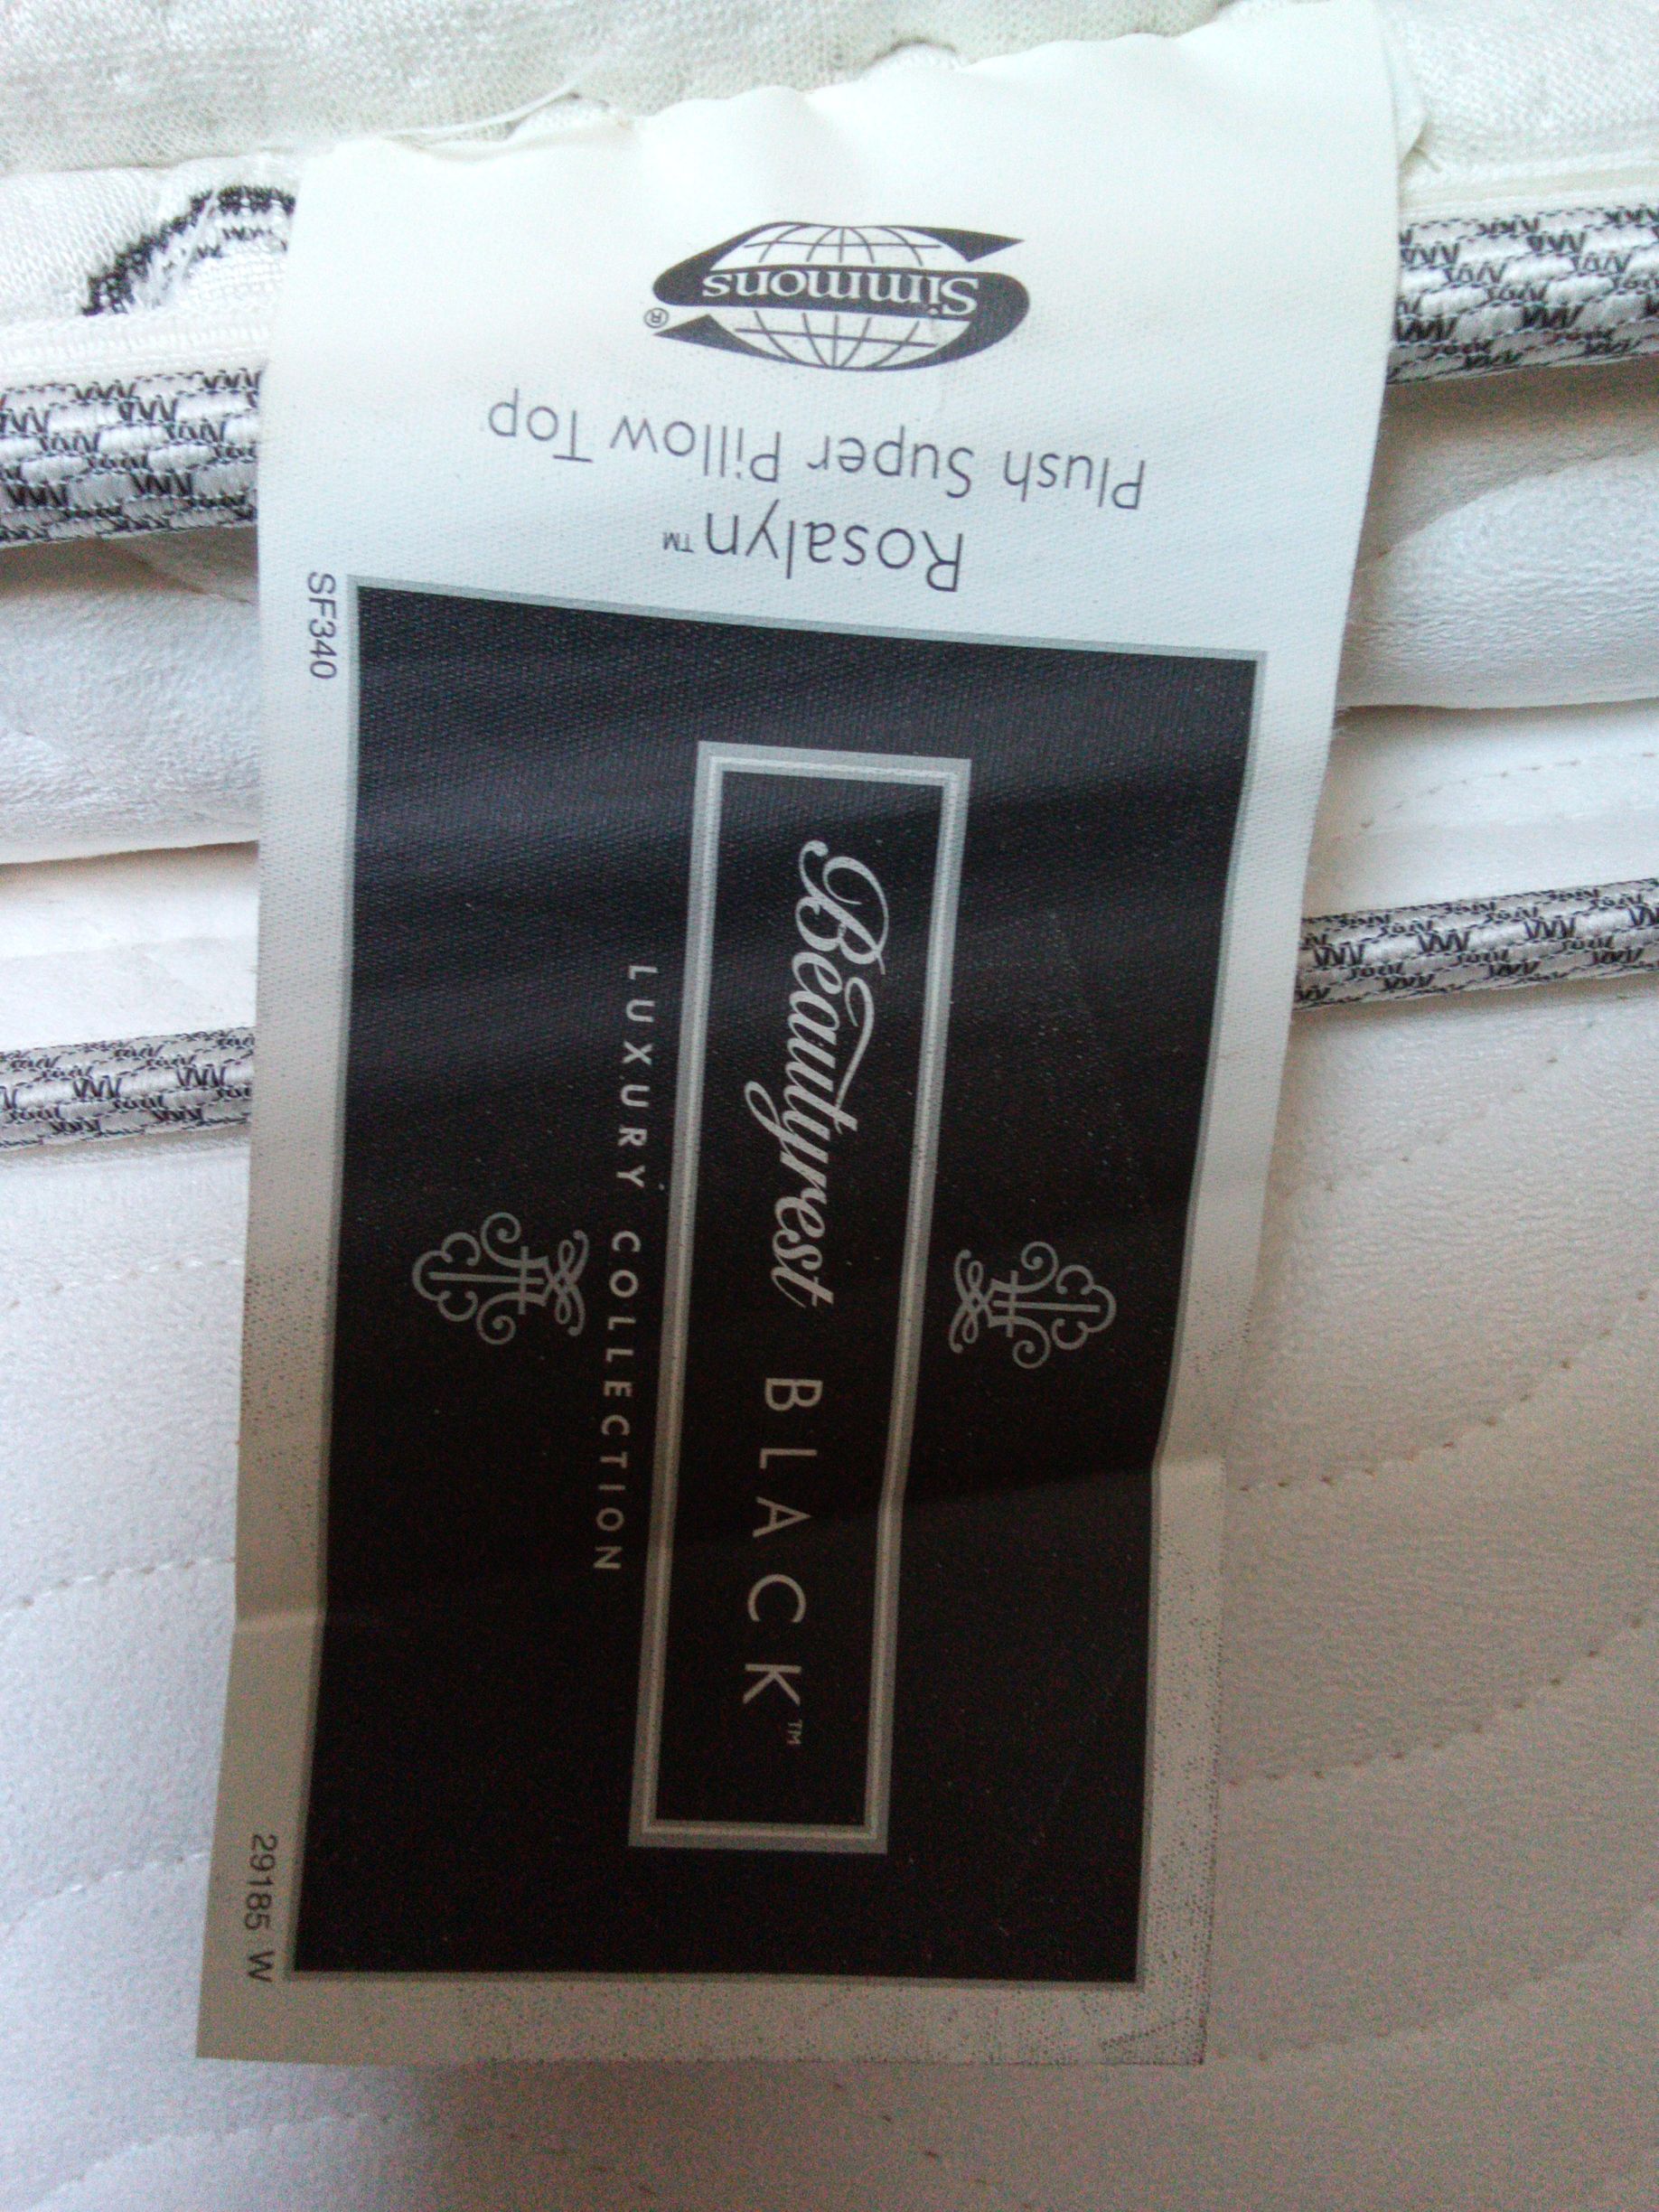 Simmons®
Plush Super Pillow Top
Rosalyn™
SF340
Beautyrest BLACK™
LUXURY COLLECTION
29185 W